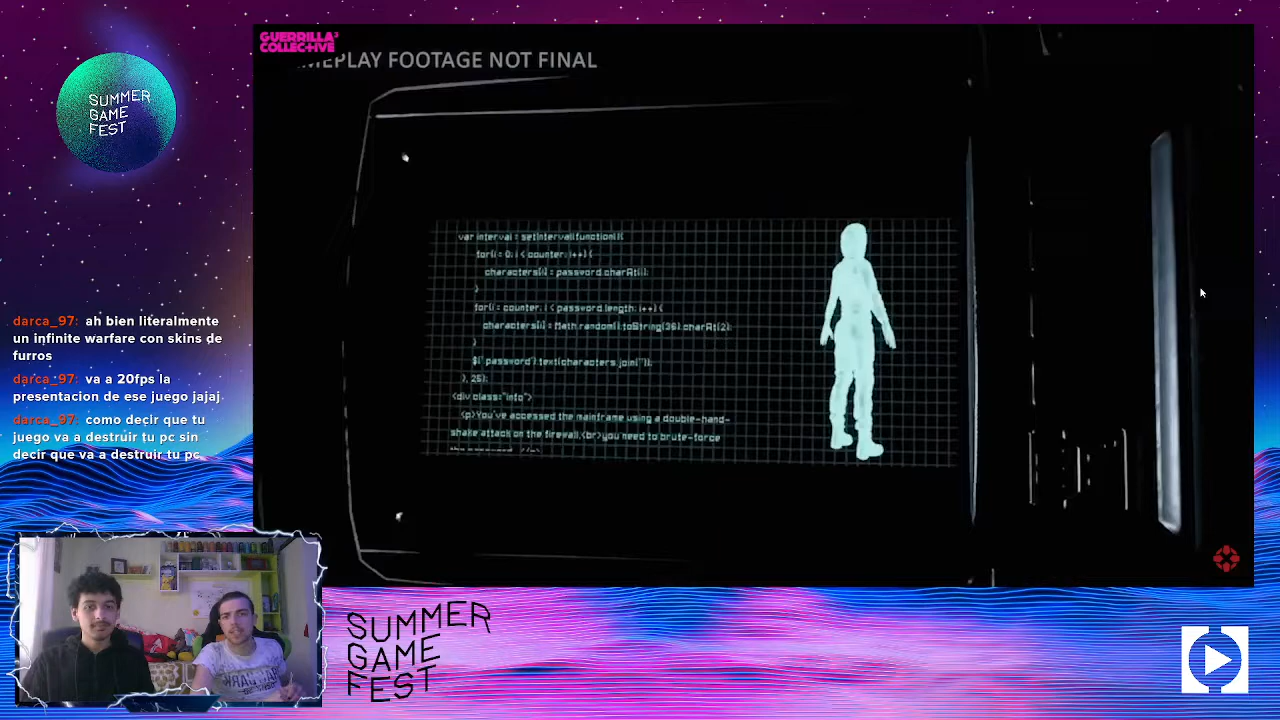 GUERRILLA
COLLECTIVE
GAMEPLAY FOOTAGE NOT FINAL
SUMMER
GAME
FEST
var interval = setInterval(function(){
for(i = 0; i < counter; i++) {
characters[i] = password.charAt(i);
}
for(i = counter; i < password.length; i++) {
characters[i] = Math.random().toString(36).charAt(2);
}
$(".password").text(characters.join(""));
}, 25);
<div class="info">
<p>You've accessed the mainframe using a double-hand-
shake attack on the firewall,<br>you need to brute-force
darca_97: ah bien literalmente
un infinite warfare con skins de
furros
darca_97: va a 20fps la
presentacion de ese juego jajaj
darca_97: como decir que tu
juego va a destruir tu pc sin
decir que va a destruir tu pc
SUMMER
GAME
FEST